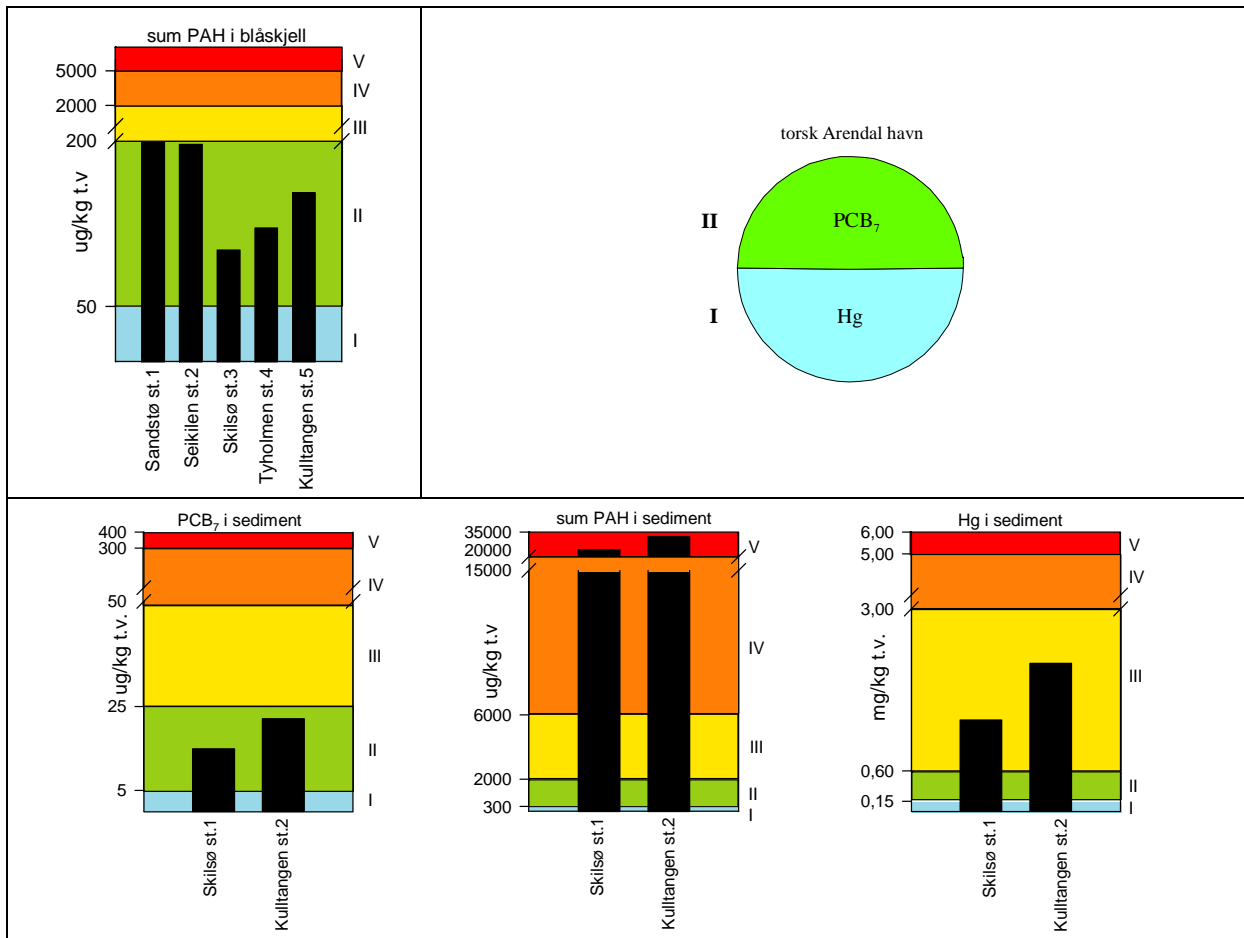 sum PAH i blåskjell
5000
2000
200
50
ug/kg t.v
V
IV
III
II
I
Sandstø st.1
Seikilen st.2
Skilsø st.3
Tyholmen st.4
Kulltangen st.5
torsk Arendal havn
II
PCB₇
I
Hg
PCB₇ i sediment
400
300
50
25
5
ug/kg t.v.
V
IV
III
II
I
Skilsø st.1
Kulltangen st.2
sum PAH i sediment
35000
20000
15000
6000
2000
300
ug/kg t.v
V
IV
III
II
I
Skilsø st.1
Kulltangen st.2
Hg i sediment
6,00
5,00
3,00
0,60
0,15
mg/kg t.v.
V
IV
III
II
I
Skilsø st.1
Kulltangen st.2